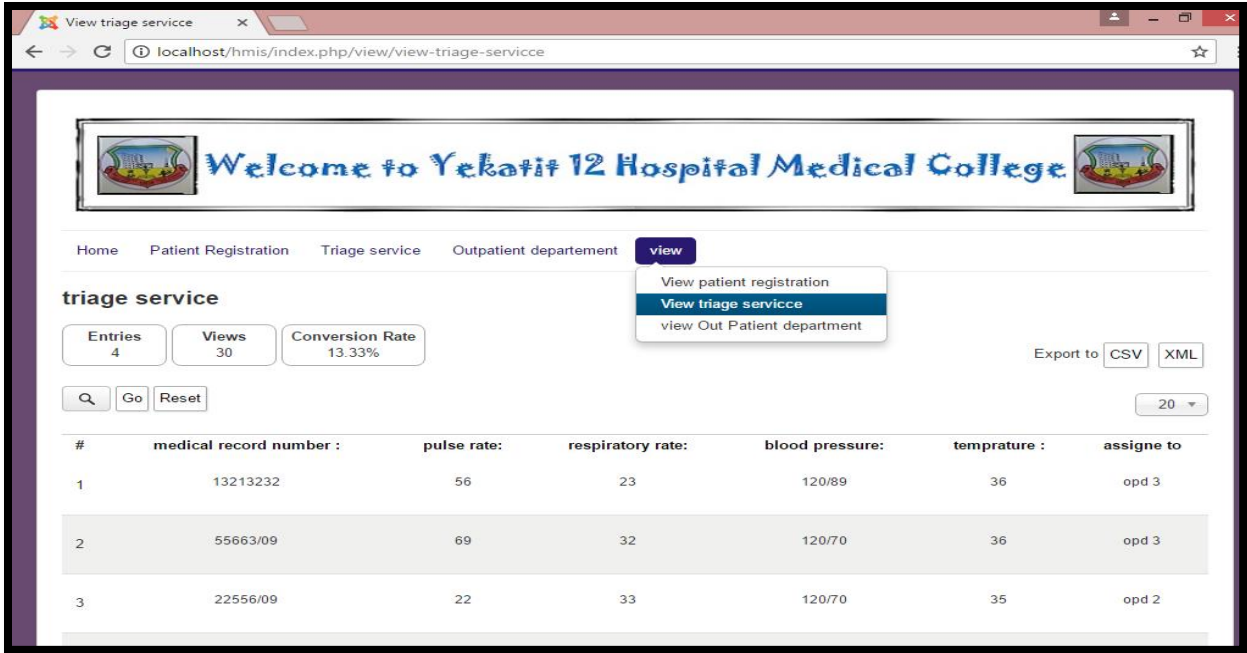 View triage servicce
localhost/hmis/index.php/view/view-triage-servicce
Welcome to Yekatit 12 Hospital Medical College
Home Patient Registration Triage service Outpatient departement view
View patient registration
View triage servicce
view Out Patient department
triage service
Entries Views Conversion Rate
4 30 13.33%
Export to CSV XML
Go Reset
20
# medical record number : pulse rate: respiratory rate: blood pressure: temprature : assigne to
1 13213232 56 23 120/89 36 opd 3
2 55663/09 69 32 120/70 36 opd 3
3 22556/09 22 33 120/70 35 opd 2